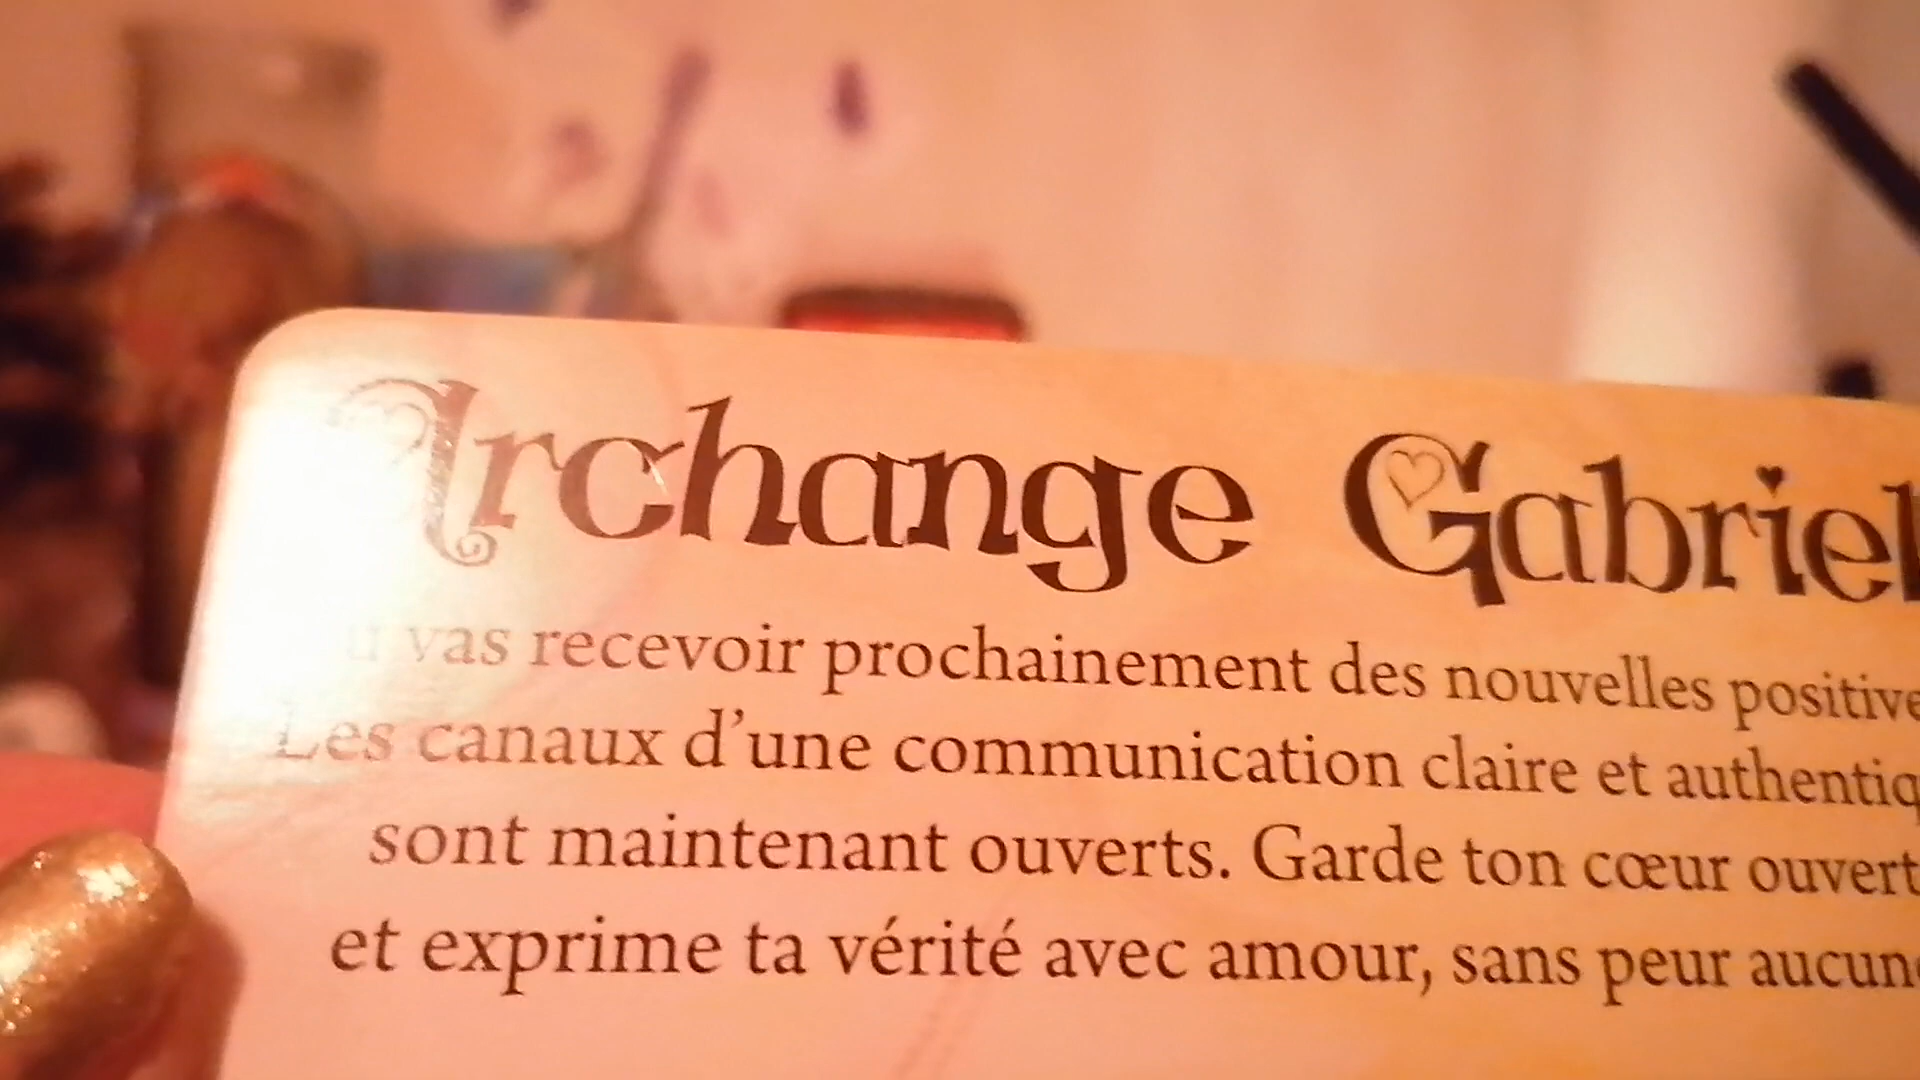 Archange Gabriel
u vas recevoir prochainement des nouvelles positive
Les canaux d'une communication claire et authentiq
sont maintenant ouverts. Garde ton cœur ouvert
et exprime ta vérité avec amour, sans peur aucune